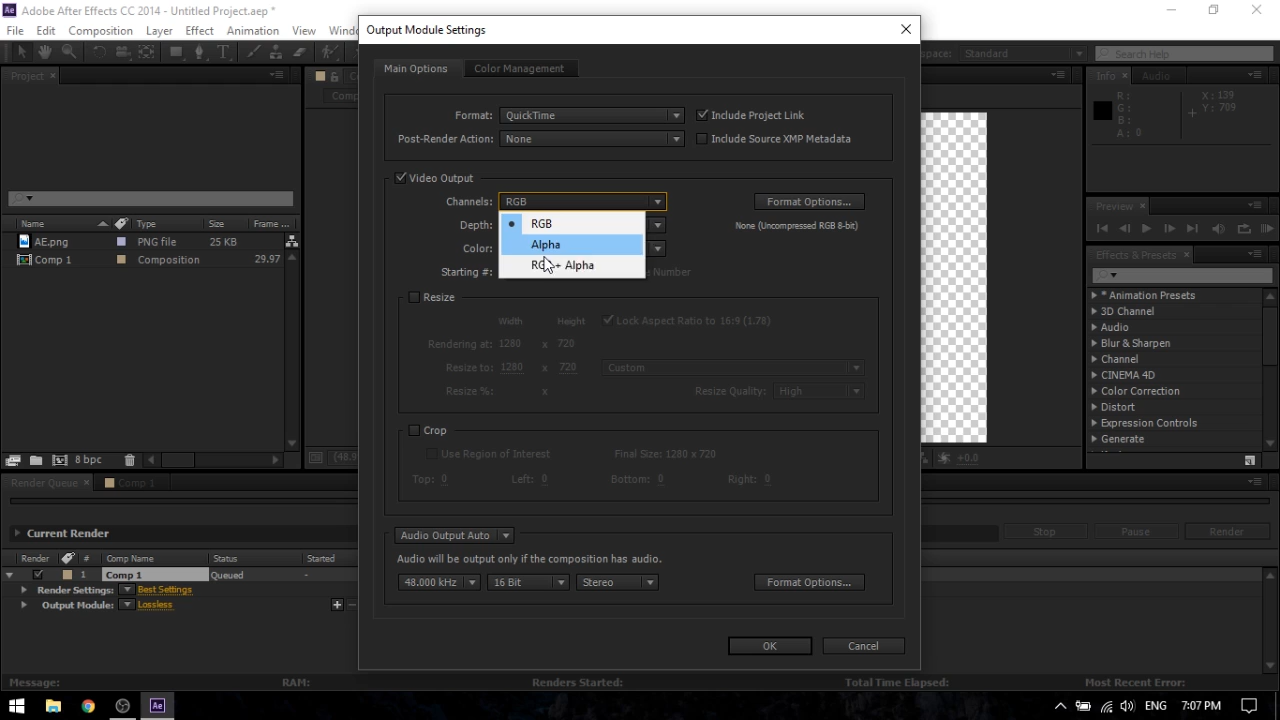 Adobe After Effects CC 2014 - Untitled Project.aep *
File Edit Composition Layer Effect Animation View
Output Module Settings
Main Options Color Management
Format: QuickTime Include Project Link
Post-Render Action: None Include Source XMP Metadata
Video Output
Channels: RGB Format Options...
RGB
Depth: None (Uncompressed RGB 8-bit)
Alpha
Color:
+ Alpha
Starting #: Number
Resize
Width Height Lock Aspect Ratio to 16:9 (1.78)
Rendering at: 1280 x 720
Resize to: 1280 x 720 Custom
Resize %: x Resize Quality: High
Crop
Use Region of Interest Final Size: 1280 x 720
Top: 0 Left: 0 Bottom: 0 Right: 0
Audio Output Auto
Audio will be output only if the composition has audio.
48.000 kHz 16 Bit Stereo Format Options...
OK Cancel
Project
Name Type Size Frame ...
AE.png PNG file 25 KB
Comp 1 Composition 29.97
8 bpc
Standard Search Help
Info Audio
R: X: 139
G: Y: 709
B:
A: 0
Preview
Effects & Presets
* Animation Presets
3D Channel
Audio
Blur & Sharpen
Channel
CINEMA 4D
Color Correction
Distort
Expression Controls
Generate
+0.0
Render Queue Comp 1
Current Render Stop Pause Render
Render # Comp Name Status Started
1 Comp 1 Queued -
Render Settings: Best Settings
Output Module: Lossless
Message: RAM: Renders Started: Total Time Elapsed: Most Recent Error:
7:07 PM